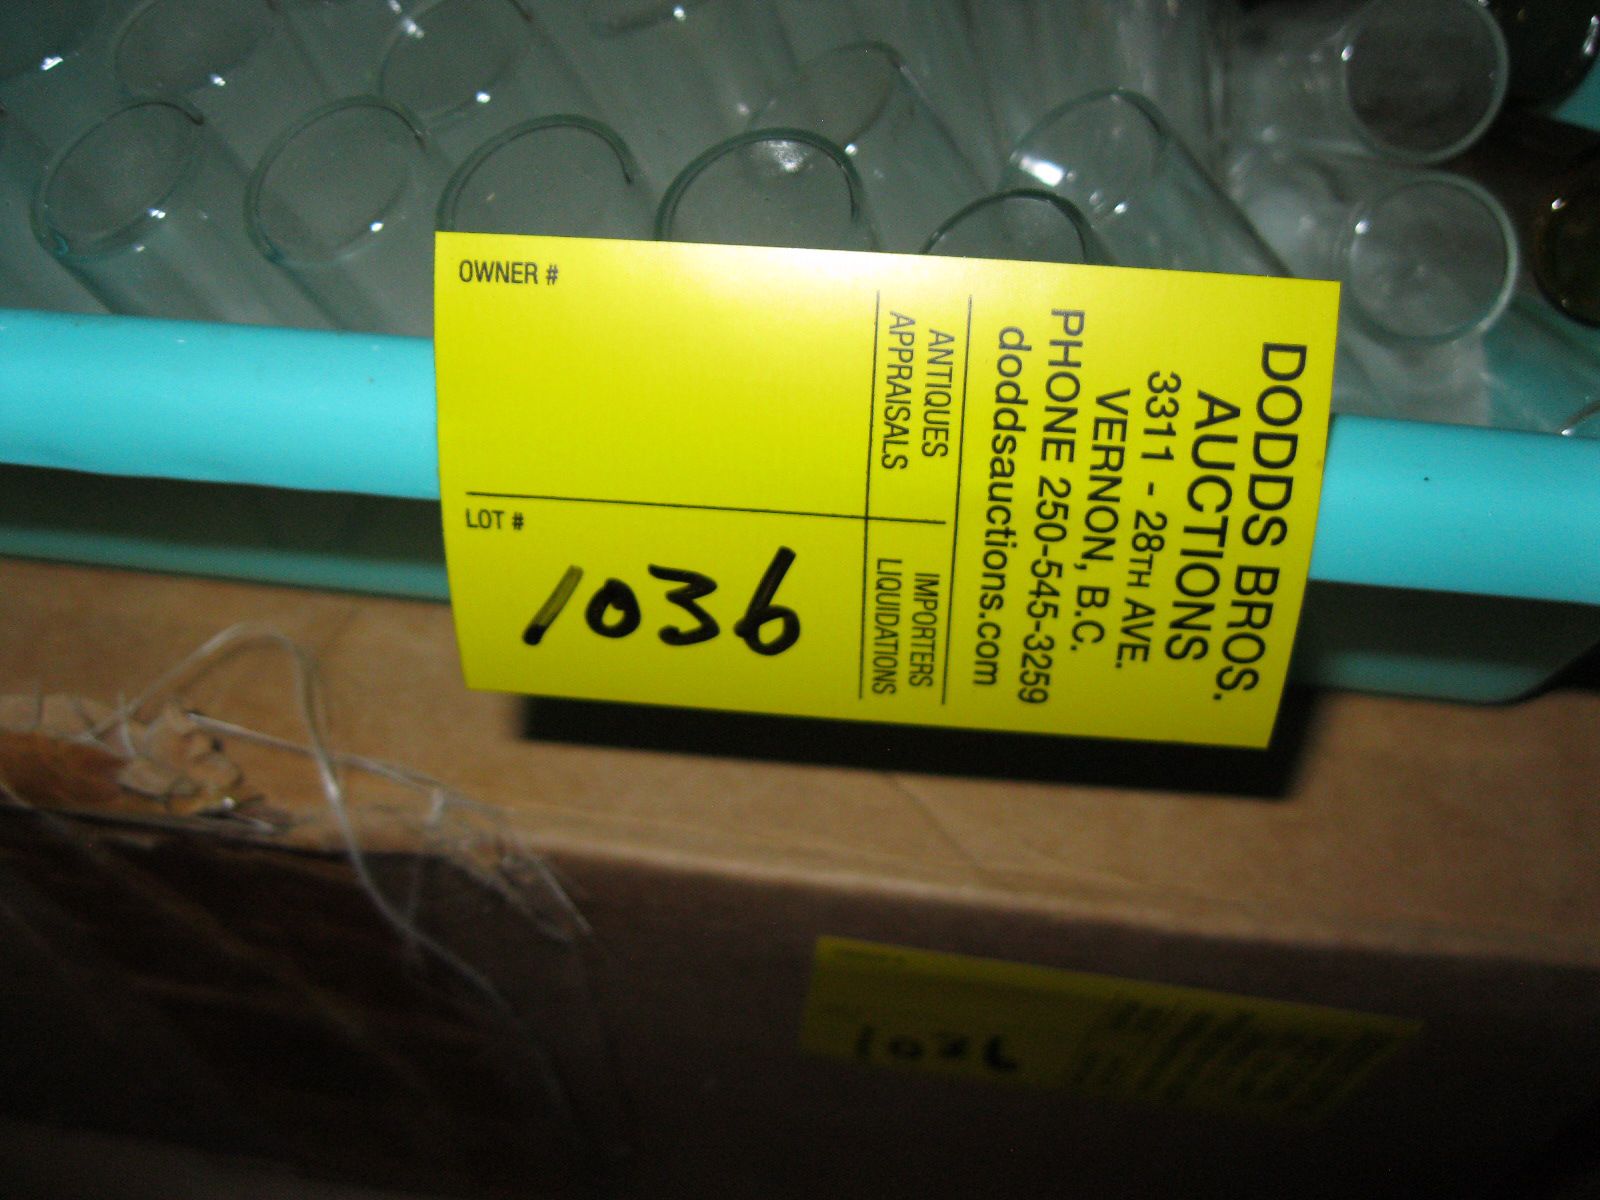 OWNER #
LOT #
1036
DODDS BROS.
AUCTIONS
3311 - 28TH AVE.
VERNON, B.C.
PHONE 250-545-3259
doddsauctions.com
ANTIQUES
APPRAISALS
IMPORTERS
LIQUIDATIONS
1036